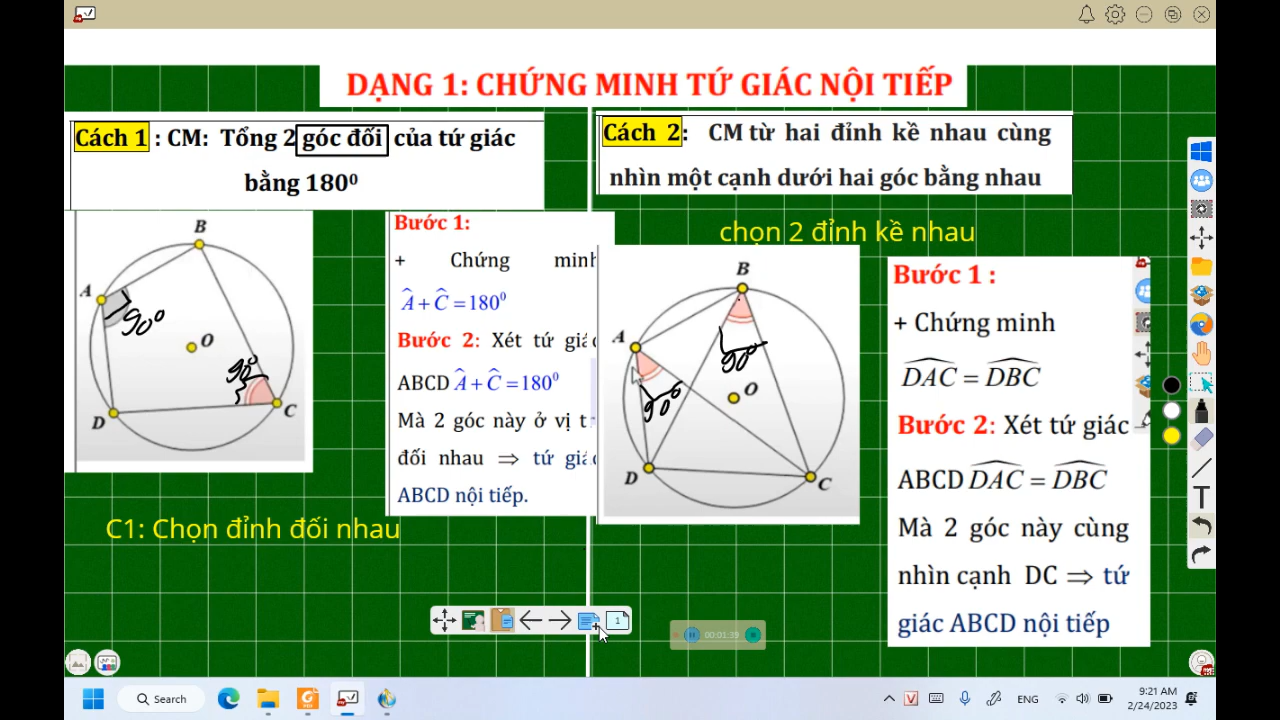 DẠNG 1: CHỨNG MINH TỨ GIÁC NỘI TIẾP
Cách 1 : CM: Tổng 2 góc đối của tứ giác
bằng 180⁰
B
A
90⁰
O
90⁰
D
C
Bước 1:
+ Chứng minh
Â + Ĉ = 180⁰
Bước 2: Xét tứ giác
ABCD Â + Ĉ = 180⁰
Mà 2 góc này ở vị t
đối nhau ⇒ tứ giác
ABCD nội tiếp.
C1: Chọn đỉnh đối nhau
Cách 2: CM từ hai đỉnh kề nhau cùng
nhìn một cạnh dưới hai góc bằng nhau
chọn 2 đỉnh kề nhau
B
A
90⁰
90⁰
O
D
C
Bước 1 :
+ Chứng minh
DAC = DBC
Bước 2: Xét tứ giác
ABCD DAC = DBC
Mà 2 góc này cùng
nhìn cạnh DC ⇒ tứ
giác ABCD nội tiếp
1
00:01:39
Search
V
ENG
9:21 AM
2/24/2023